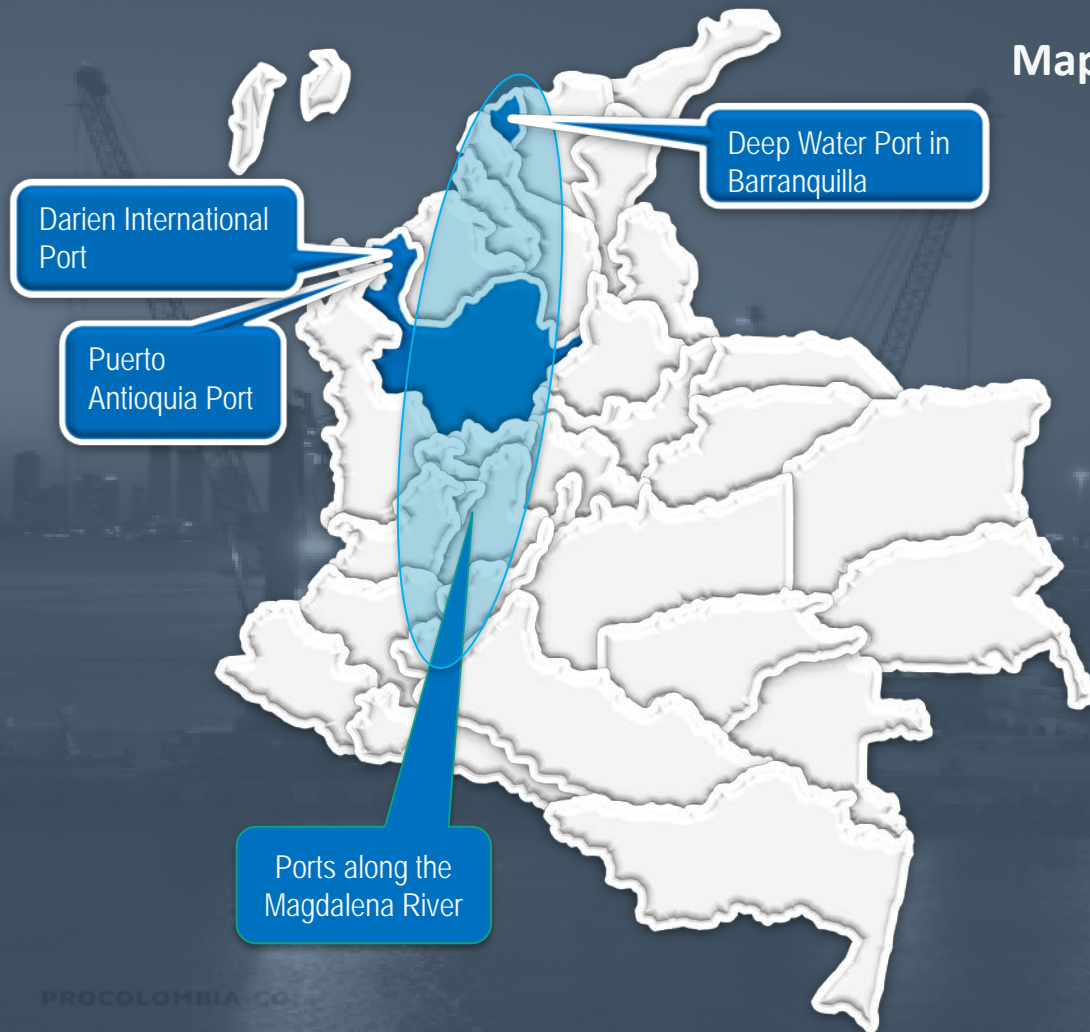 Map
Deep Water Port in
Barranquilla
Darien International
Port
Puerto
Antioquia Port
Ports along the
Magdalena River
PROCOLOMBIA.CO